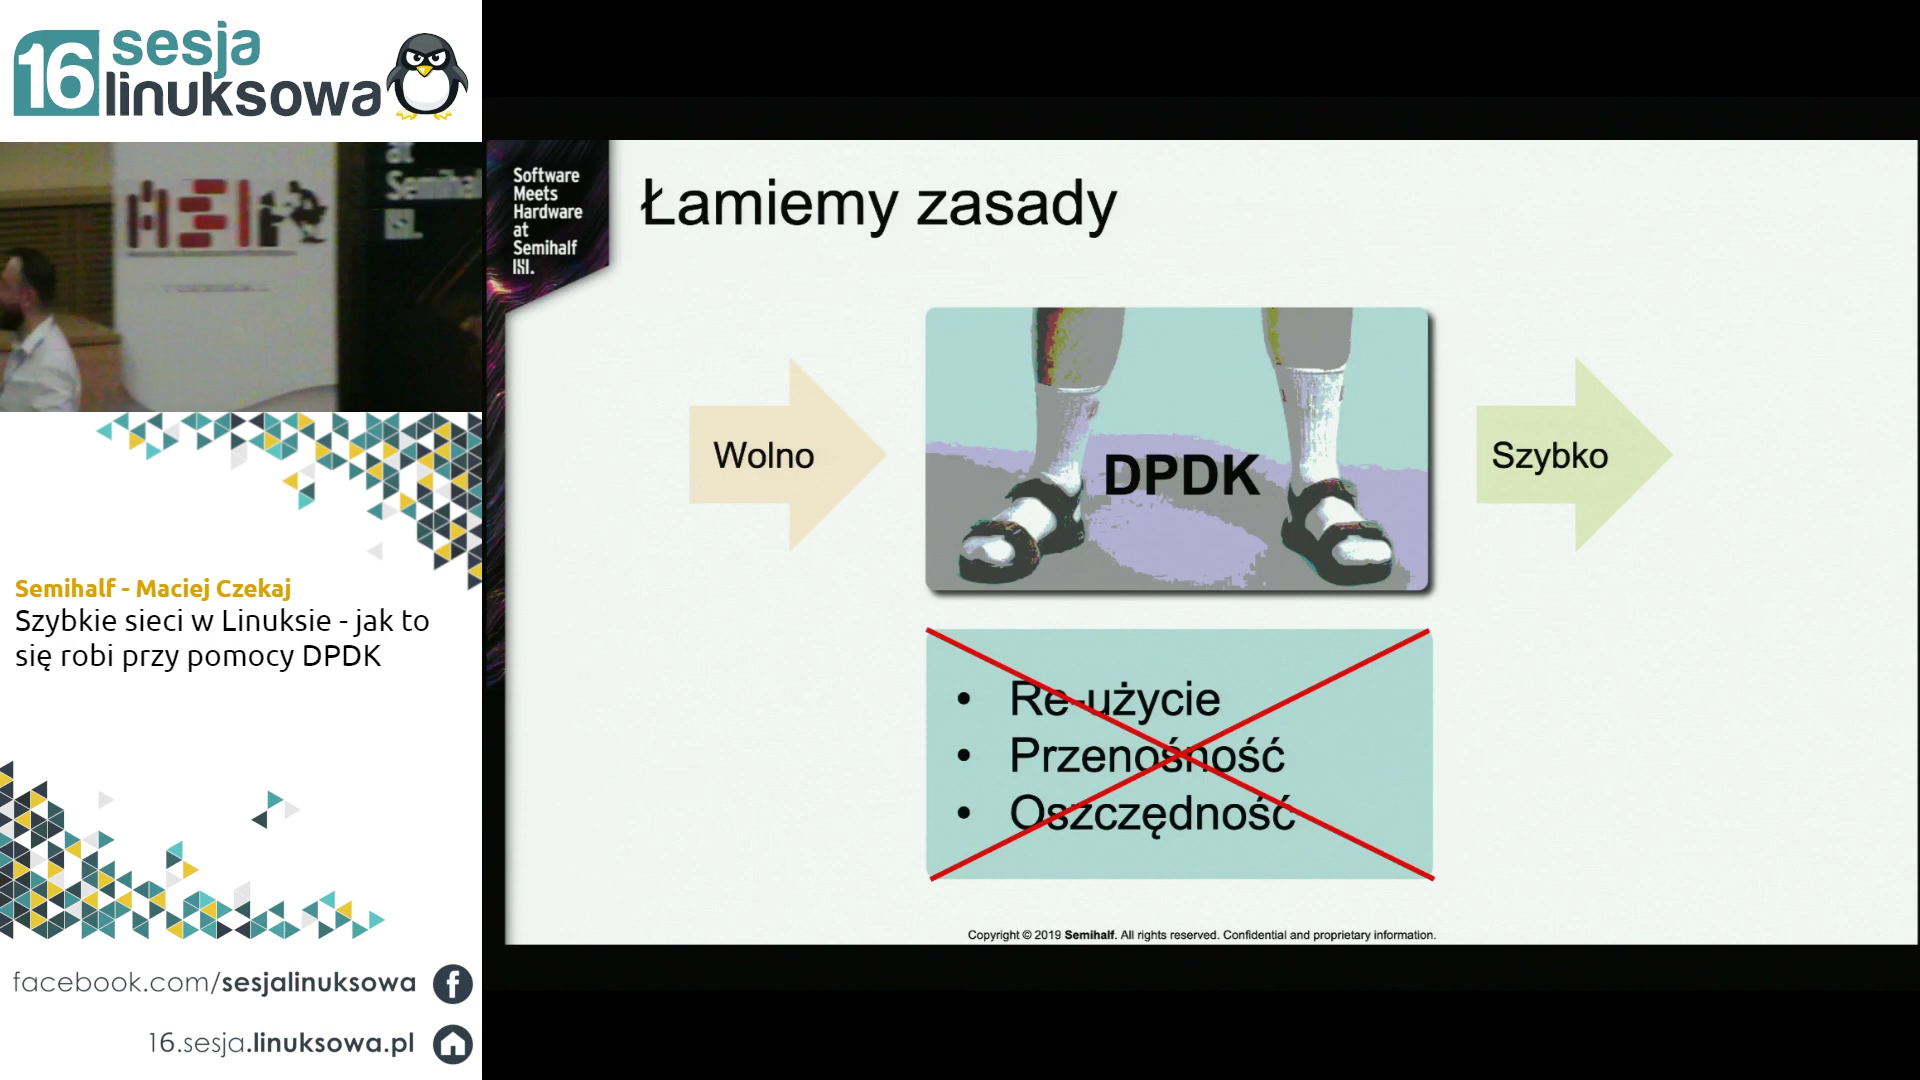 16 sesja
linuksowa
at
Semihalf
Semihalf - Maciej Czekaj
Szybkie sieci w Linuksie - jak to
się robi przy pomocy DPDK
facebook.com/sesjalinuksowa
16.sesja.linuksowa.pl
Software
Meets
Hardware
at
Semihalf
Łamiemy zasady
Wolno
DPDK
Szybko
• Re-użycie
• Przenośność
• Oszczędność
Copyright © 2019 Semihalf. All rights reserved. Confidential and proprietary information.